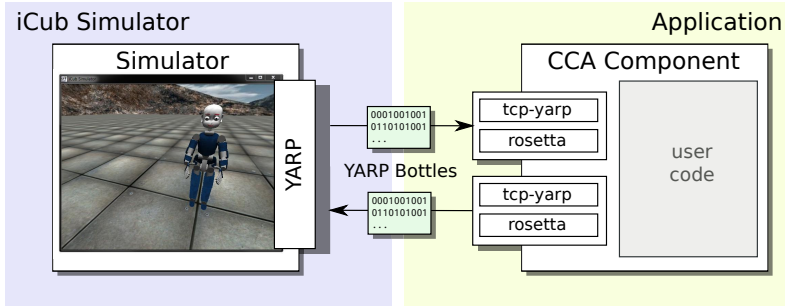 iCub Simulator
Application
Simulator
CCA Component
YARP
0001001001
0110101001
...
tcp-yarp
rosetta
YARP Bottles
user
code
0001001001
0110101001
...
tcp-yarp
rosetta